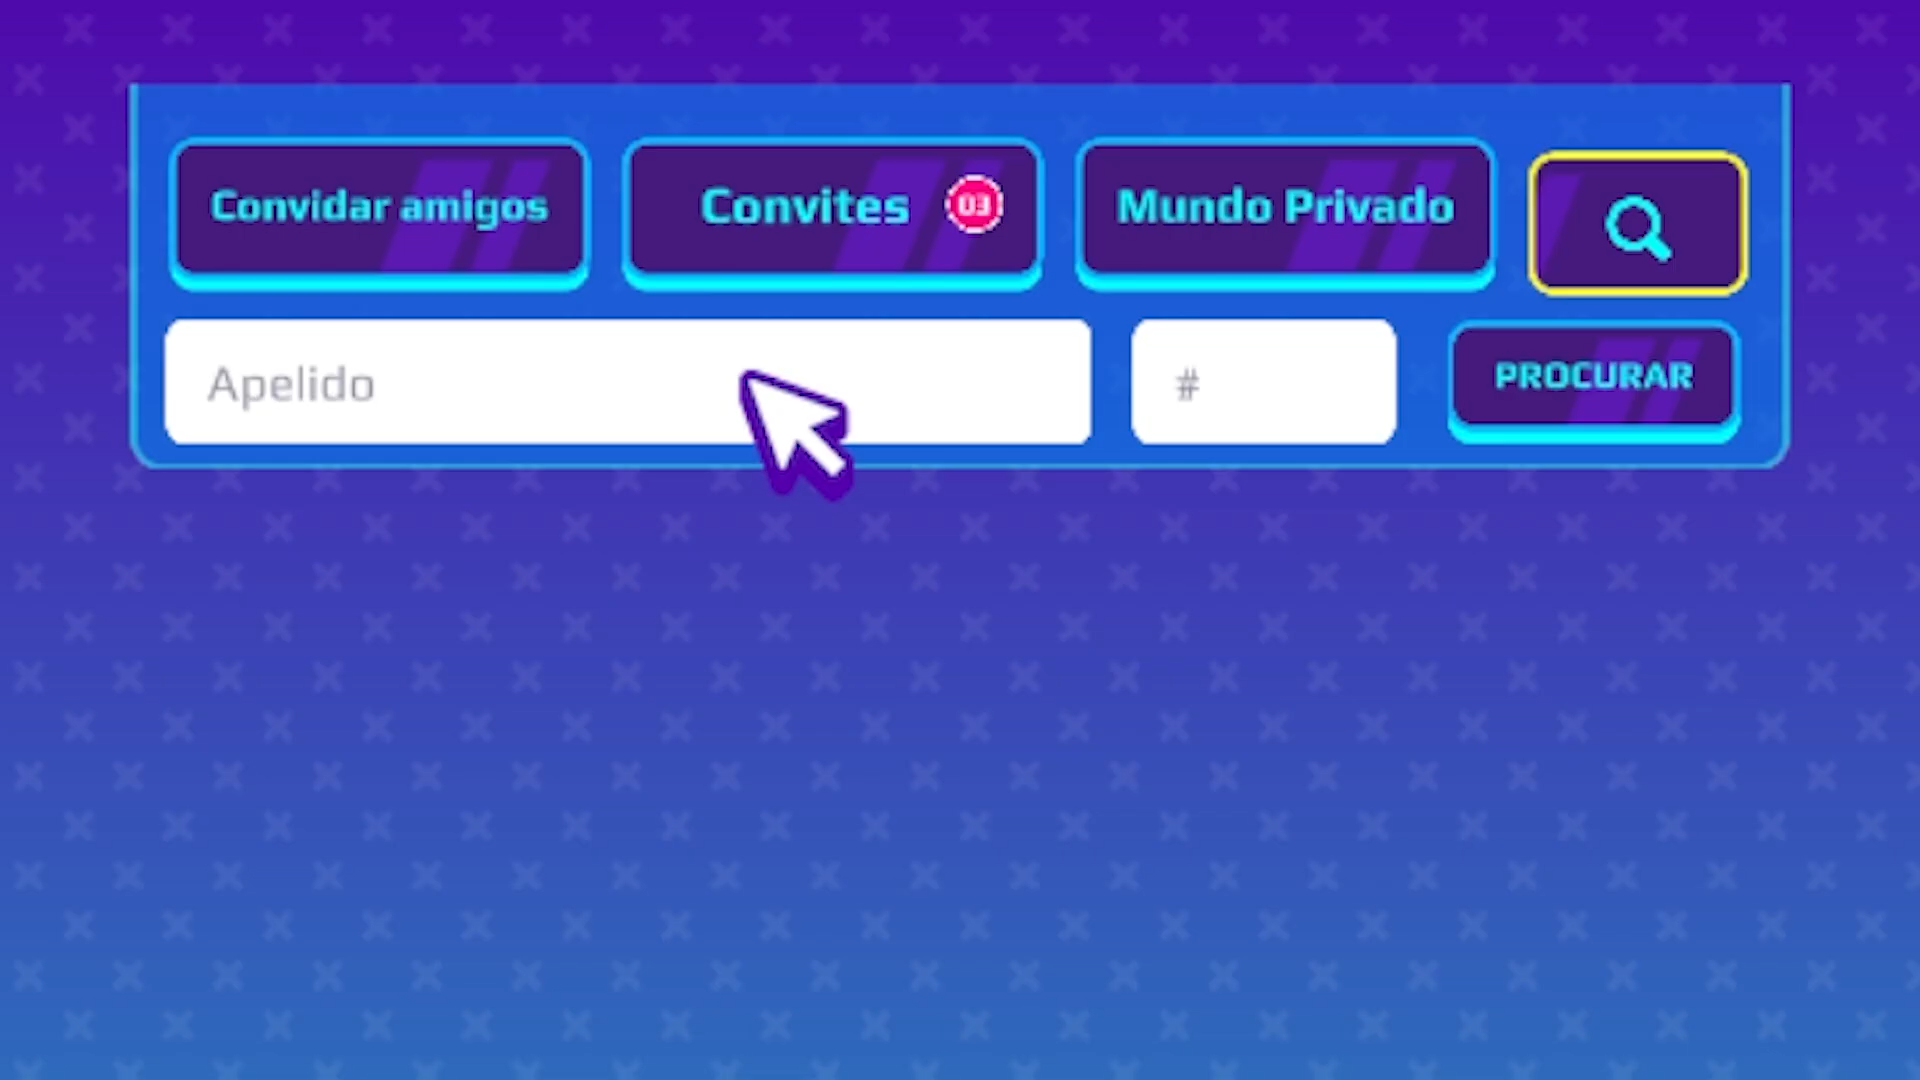 Convidar amigos
Convites 03
Mundo Privado
Apelido
#
PROCURAR